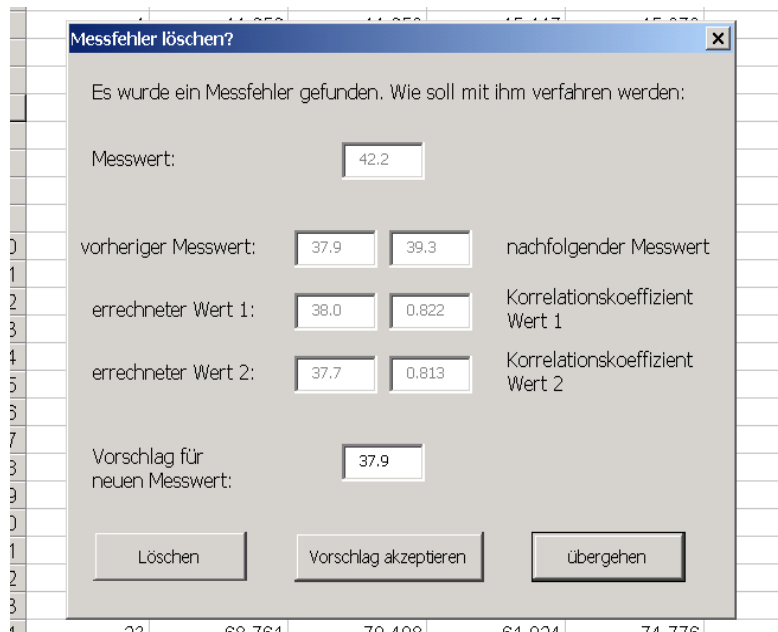 Messfehler löschen?
Es wurde ein Messfehler gefunden. Wie soll mit ihm verfahren werden:
Messwert: 42.2
vorheriger Messwert: 37.9 39.3 nachfolgender Messwert
errechneter Wert 1: 38.0 0.822 Korrelationskoeffizient
Wert 1
errechneter Wert 2: 37.7 0.813 Korrelationskoeffizient
Wert 2
Vorschlag für
neuen Messwert: 37.9
Löschen Vorschlag akzeptieren übergehen